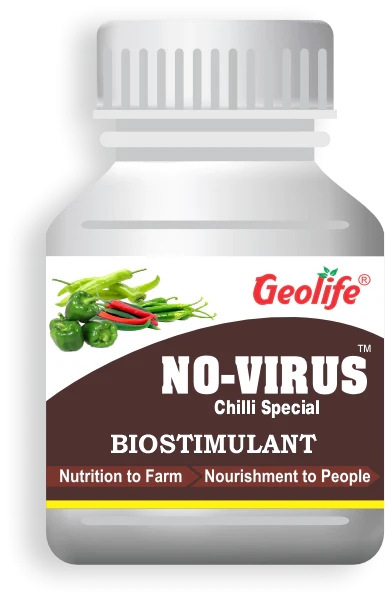 Geolife®
NO-VIRUS™
Chilli Special
BIOSTIMULANT
Nutrition to Farm Nourishment to People